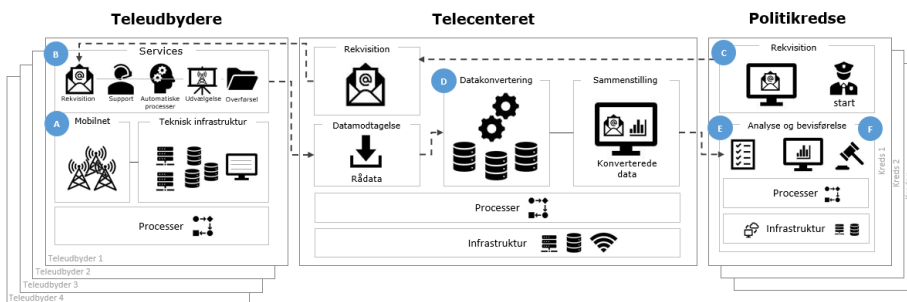 Teleudbydere
B
Services
Rekvisition
Support
Automatiske
processer
Udvælgelse
Overførsel
A
Mobilnet
Teknisk infrastruktur
Processer
Teleudbyder 1
Teleudbyder 2
Teleudbyder 3
Teleudbyder 4
Telecenteret
Rekvisition
Datamodtagelse
Rådata
D
Datakonvertering
Sammenstilling
Konverterede
data
Processer
Infrastruktur
Politikredse
C
Rekvisition
start
E
Analyse og bevisførelse
F
Processer
Infrastruktur
Kreds 1
Kreds 2